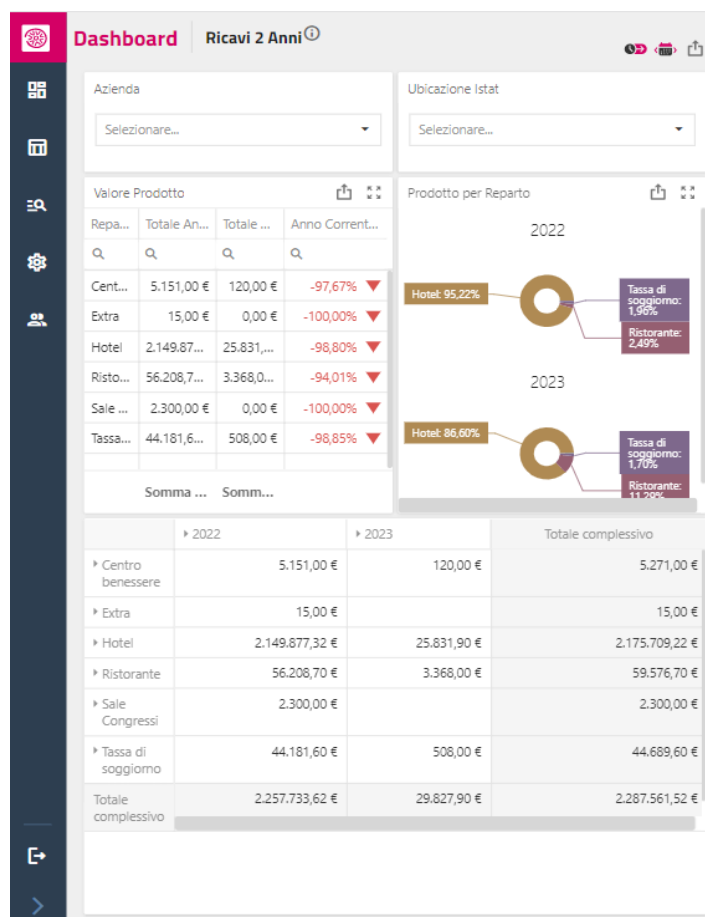 Dashboard
Ricavi 2 Anni
Azienda
Selezionare...
Ubicazione Istat
Selezionare...
Valore Prodotto
Repa... Totale An... Totale ... Anno Corrent...
Cent... 5.151,00 € 120,00 € -97,67%
Extra 15,00 € 0,00 € -100,00%
Hotel 2.149.87... 25.831,... -98,80%
Risto... 56.208,7... 3.368,0... -94,01%
Sale ... 2.300,00 € 0,00 € -100,00%
Tassa... 44.181,6... 508,00 € -98,85%
Somma ... Somm...
Prodotto per Reparto
2022
Hotel: 95,22%
Tassa di
soggiorno:
1,96%
Ristorante:
2,49%
2023
Hotel: 86,60%
Tassa di
soggiorno:
1,70%
Ristorante:
11,29%
2022 2023 Totale complessivo
Centro
benessere
5.151,00 € 120,00 € 5.271,00 €
Extra 15,00 € 15,00 €
Hotel 2.149.877,32 € 25.831,90 € 2.175.709,22 €
Ristorante 56.208,70 € 3.368,00 € 59.576,70 €
Sale
Congressi
2.300,00 € 2.300,00 €
Tassa di
soggiorno
44.181,60 € 508,00 € 44.689,60 €
Totale
complessivo
2.257.733,62 € 29.827,90 € 2.287.561,52 €